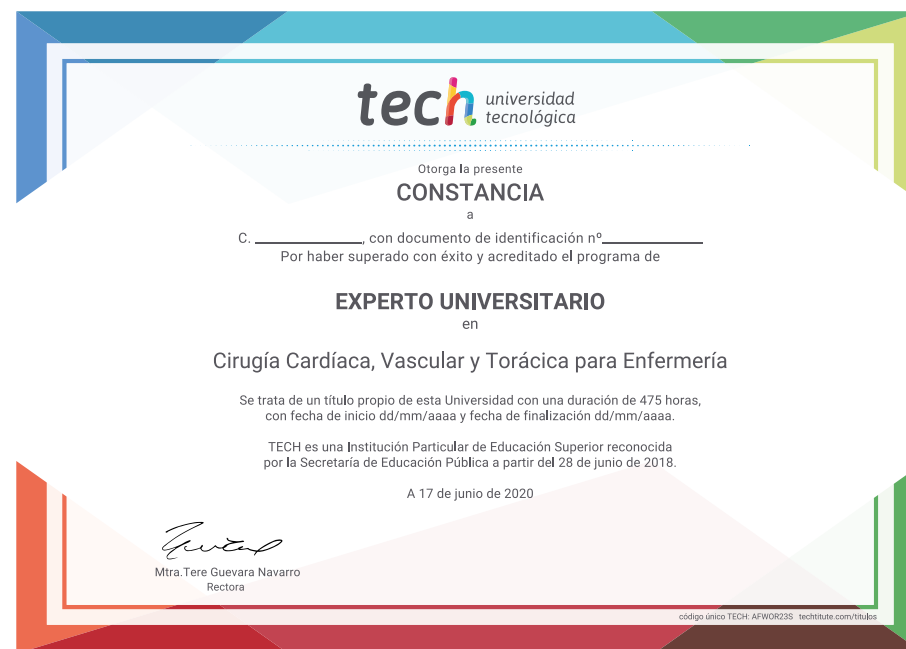 tech universidad
tecnológica
Otorga la presente
CONSTANCIA
a
C. ____________, con documento de identificación nº____________
Por haber superado con éxito y acreditado el programa de
EXPERTO UNIVERSITARIO
en
Cirugía Cardíaca, Vascular y Torácica para Enfermería
Se trata de un título propio de esta Universidad con una duración de 475 horas,
con fecha de inicio dd/mm/aaaa y fecha de finalización dd/mm/aaaa.
TECH es una Institución Particular de Educación Superior reconocida
por la Secretaría de Educación Pública a partir del 28 de junio de 2018.
A 17 de junio de 2020
Mtra.Tere Guevara Navarro
Rectora
código único TECH: AFWOR23S techtitute.com/titulos